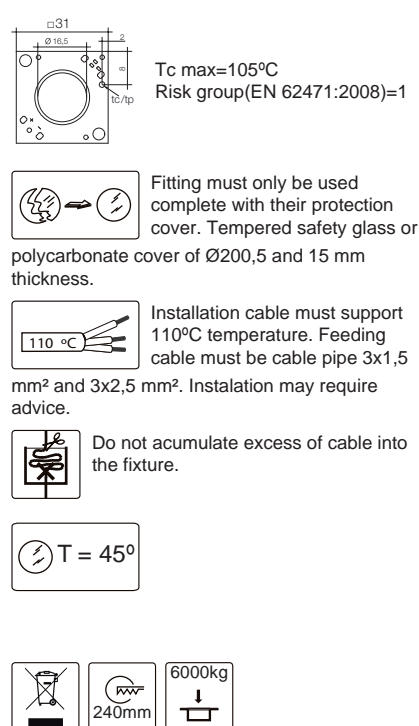 □31
Ø 16,5
2
8
tc/tp
Tc max=105ºC
Risk group(EN 62471:2008)=1
Fitting must only be used
complete with their protection
cover. Tempered safety glass or
polycarbonate cover of Ø200,5 and 15 mm
thickness.
110 ºC
Installation cable must support
110ºC temperature. Feeding
cable must be cable pipe 3x1,5
mm² and 3x2,5 mm². Instalation may require
advice.
Do not acumulate excess of cable into
the fixture.
T = 45º
240mm
6000kg